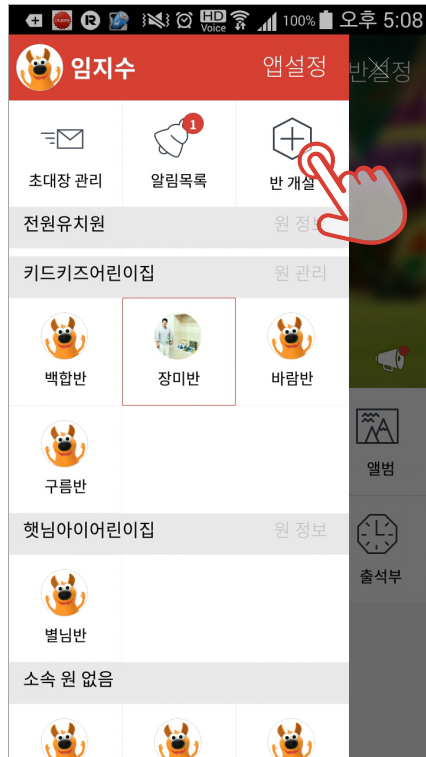 HD Voice 100% 오후 5:08
임지수 앱설정 반설정
1
초대장 관리 알림목록 반 개설
전원유치원 원 정보
키드키즈어린이집 원 관리
백합반 장미반 바람반
앨범
구름반
햇님아이어린이집 원 정보
출석부
별님반
소속 원 없음